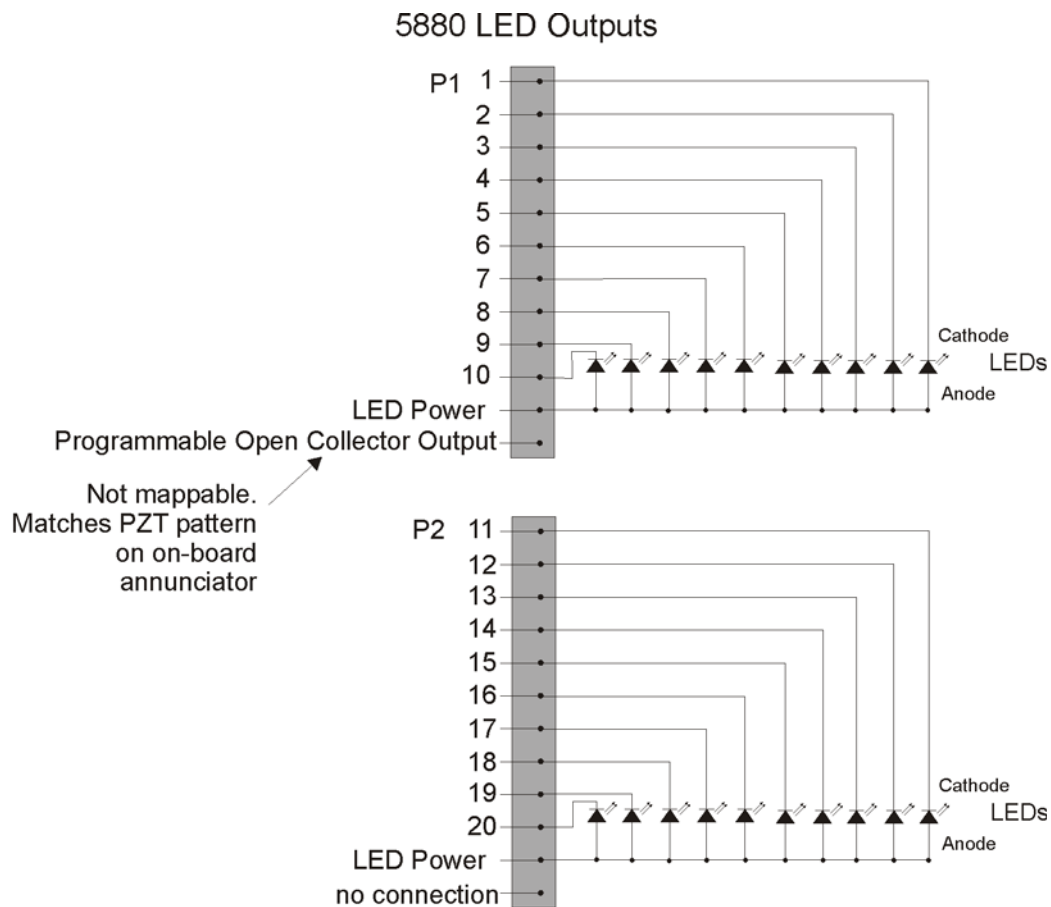 5880 LED Outputs
P1 1
2
3
4
5
6
7
8
9
10
Cathode
LEDs
Anode
LED Power
Programmable Open Collector Output
Not mappable.
Matches PZT pattern
on on-board
annunciator
P2 11
12
13
14
15
16
17
18
19
20
Cathode
LEDs
Anode
LED Power
no connection